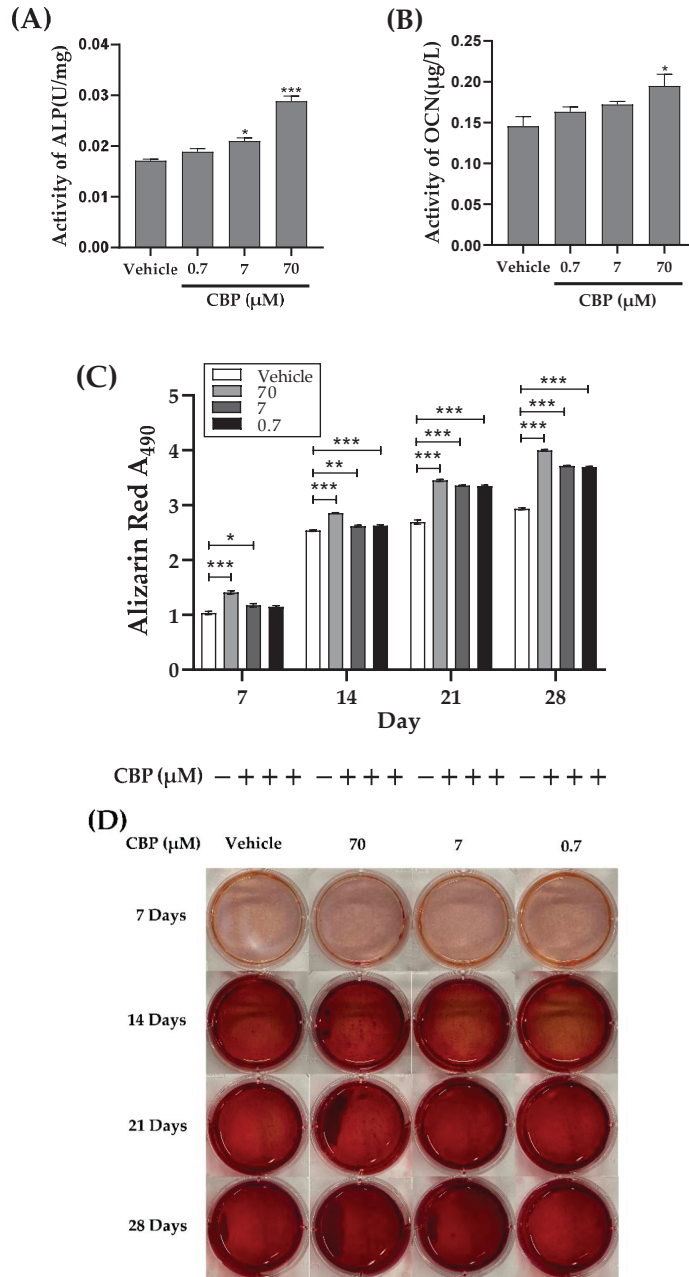 (A)
Activity of ALP(U/mg)
0.04
0.03
0.02
0.01
0.00
*
***
Vehicle 0.7 7 70
CBP (μM)
(B)
Activity of OCN(μg/L)
0.25
0.20
0.15
0.10
0.05
0.00
*
Vehicle 0.7 7 70
CBP (μM)
(C)
Alizarin Red A490
5
4
3
2
1
0
Vehicle
70
7
0.7
*
***
***
**
***
***
***
***
***
***
***
7 14 21 28
Day
CBP (μM) − + + + − + + + − + + + − + + +
(D)
CBP (μM) Vehicle 70 7 0.7
7 Days
14 Days
21 Days
28 Days